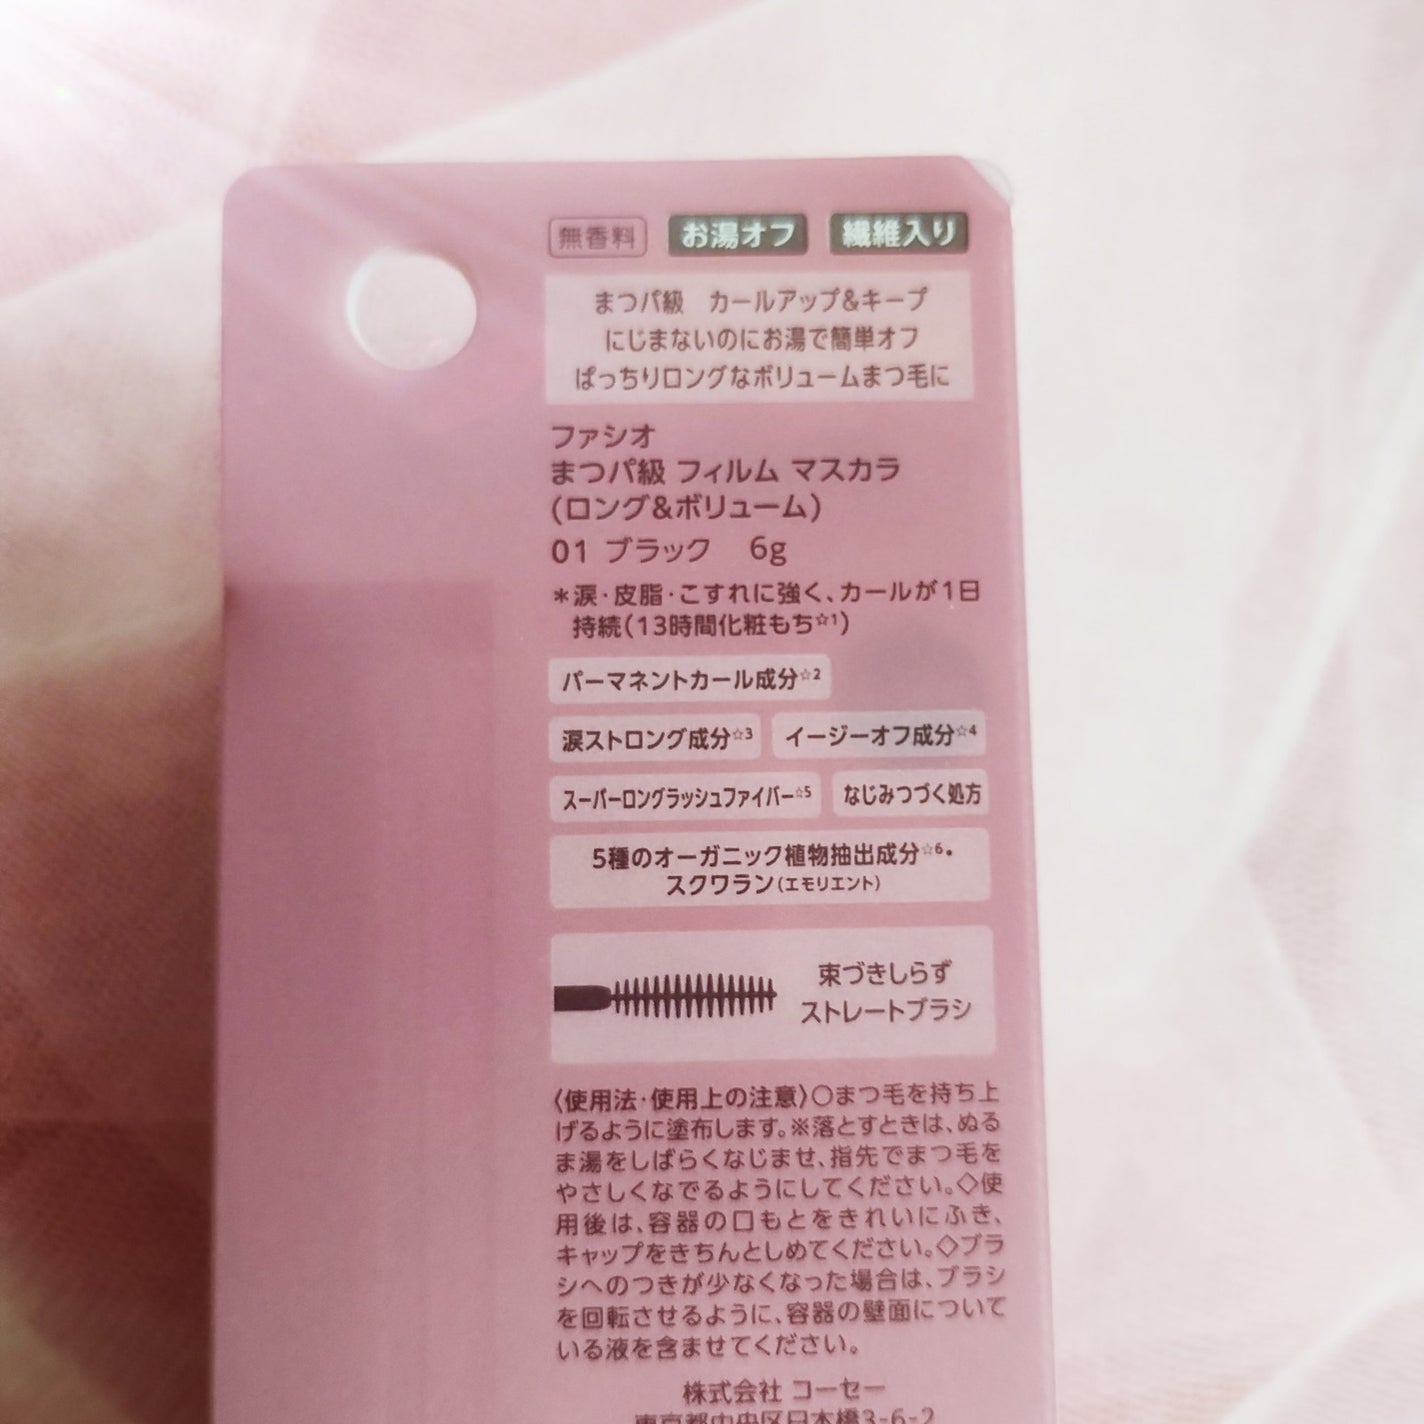 無香料 お湯オフ 繊維入り
まつパ級 カールアップ&キープ
にじまないのにお湯で簡単オフ
ぱっちりロングなボリュームまつ毛に
ファシオ
まつパ級 フィルム マスカラ
(ロング&ボリューム)
01 ブラック 6g
*涙・皮脂・こすれに強く、カールが1日
持続(13時間化粧もち☆1)
パーマネントカール成分☆2
涙ストロング成分☆3 イージーオフ成分☆4
スーパーロングラッシュファイバー☆5 なじみつづく処方
5種のオーガニック植物抽出成分☆6・
スクワラン(エモリエント)
束づきしらず
ストレートブラシ
〈使用法・使用上の注意〉○まつ毛を持ち上
げるように塗布します。※落とすときは、ぬる
ま湯をしばらくなじませ、指先でまつ毛を
やさしくなでるようにしてください。◇使
用後は、容器の口もとをきれいにふき、
キャップをきちんとしめてください。◇ブラ
シへのつきが少なくなった場合は、ブラシ
を回転させるように、容器の壁面について
いる液を含ませてください。
株式会社 コーセー
東京都中央区日本橋3-6-2